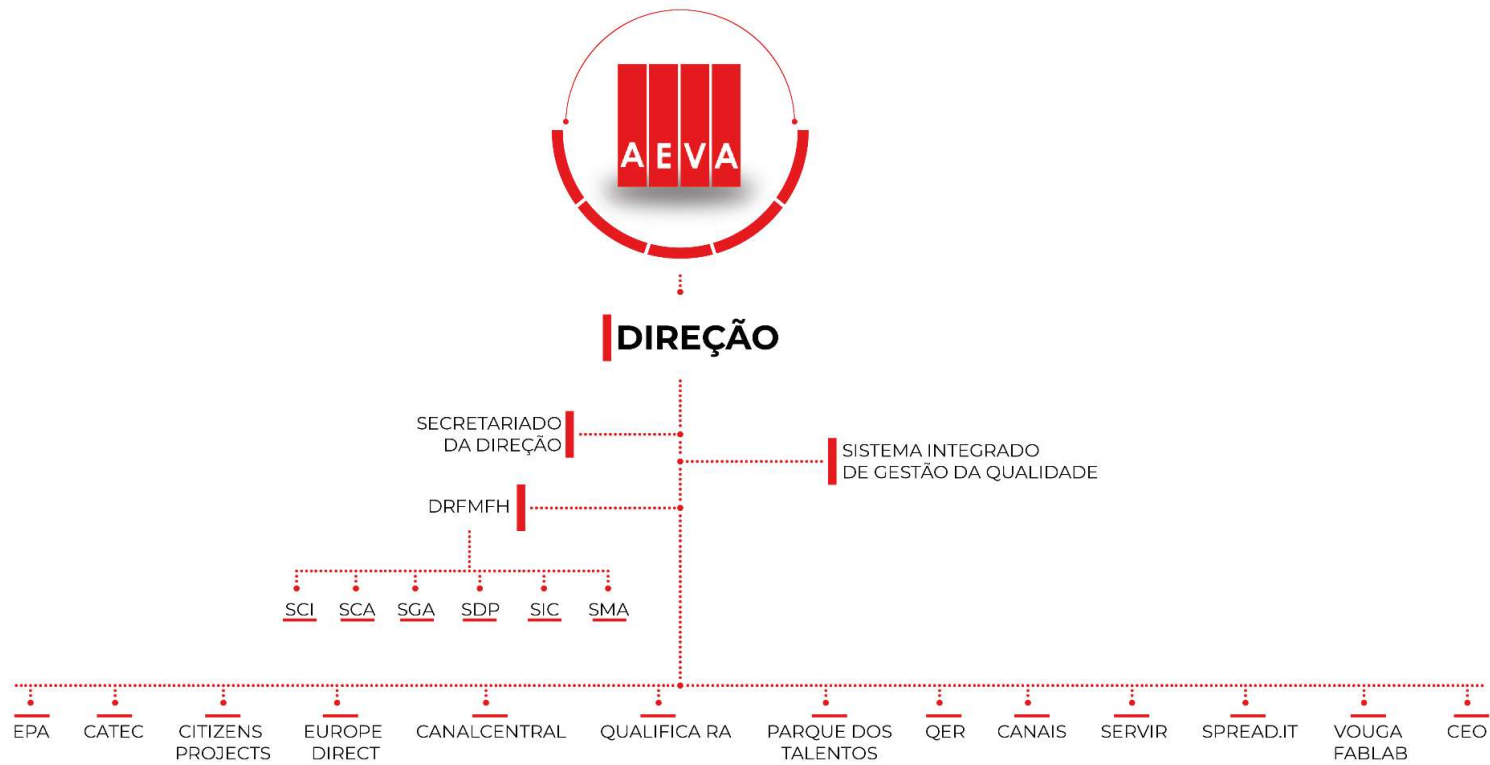 AEVA
DIREÇÃO
SECRETARIADO
DA DIREÇÃO
SISTEMA INTEGRADO
DE GESTÃO DA QUALIDADE
DRFMFH
SCI SCA SGA SDP SIC SMA
EPA CATEC CITIZENS EUROPE CANALCENTRAL QUALIFICA RA PARQUE DOS QER CANAIS SERVIR SPREAD.IT VOUGA CEO
PROJECTS DIRECT TALENTOS FABLAB